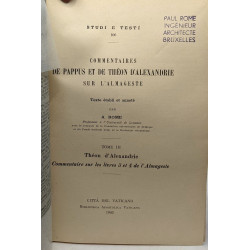 STUDI E TESTI
PAUL ROME
INGÉNIEUR
ARCHITECTE
BRUXELLES
COMMENTAIRES
DE PAPPUS ET DE THÉON D'ALEXANDRIE
SUR L'ALMAGESTE
Texte établi et annoté
PAR
A. ROME
TOME III
Théon d'Alexandrie
Commentaire sur les livres 3 et 4 de l'Almageste
CITTÀ DEL VATICANO
BIBLIOTECA APOSTOLICA VATICANA